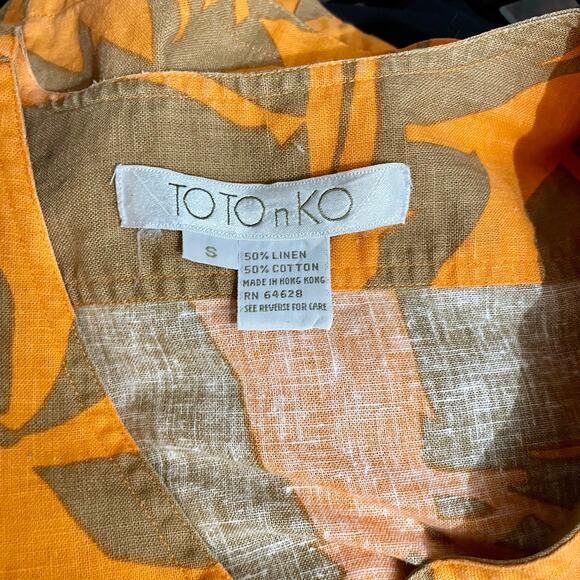 TOTOnKO
S
50% LINEN
50% COTTON
MADE IN HONG KONG
RN 64628
SEE REVERSE FOR CARE